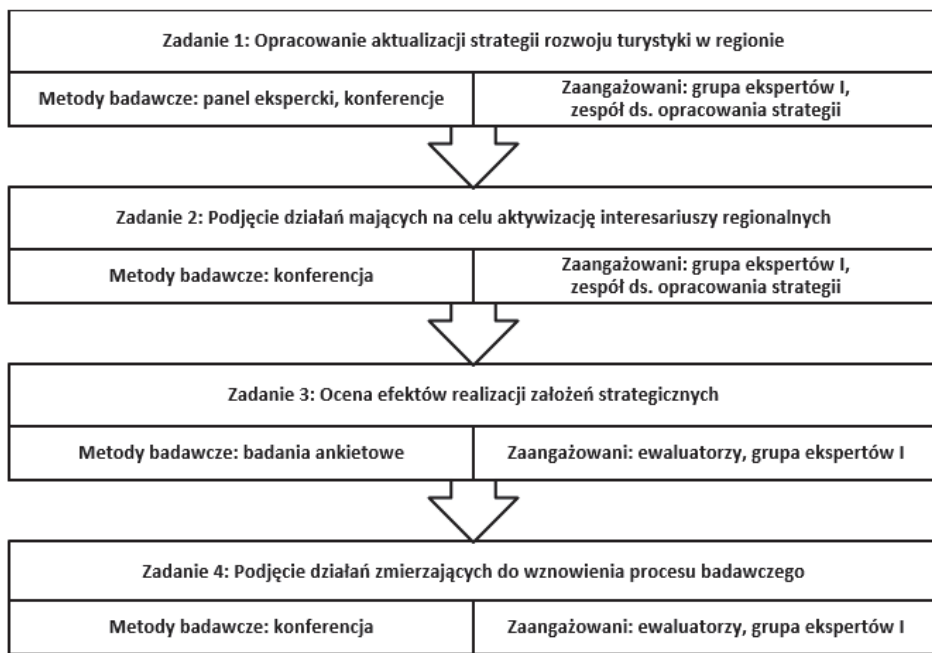 Zadanie 1: Opracowanie aktualizacji strategii rozwoju turystyki w regionie
Metody badawcze: panel ekspercki, konferencje
Zaangażowani: grupa ekspertów I,
zespół ds. opracowania strategii
Zadanie 2: Podjęcie działań mających na celu aktywizację interesariuszy regionalnych
Metody badawcze: konferencja
Zaangażowani: grupa ekspertów I,
zespół ds. opracowania strategii
Zadanie 3: Ocena efektów realizacji założeń strategicznych
Metody badawcze: badania ankietowe
Zaangażowani: ewaluatorzy, grupa ekspertów I
Zadanie 4: Podjęcie działań zmierzających do wznowienia procesu badawczego
Metody badawcze: konferencja
Zaangażowani: ewaluatorzy, grupa ekspertów I